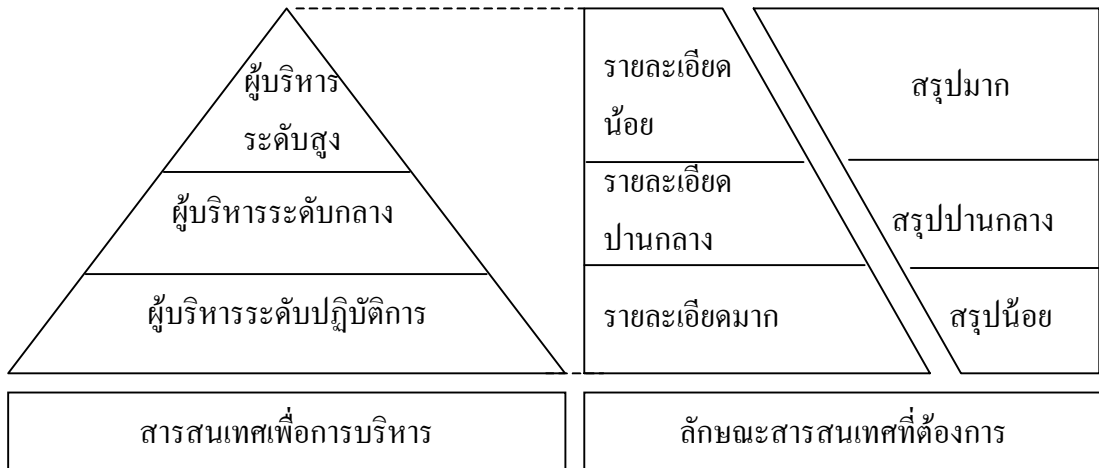 ผู้บริหาร
ระดับสูง
ผู้บริหารระดับกลาง
ผู้บริหารระดับปฏิบัติการ
รายละเอียด
น้อย
รายละเอียด
ปานกลาง
รายละเอียดมาก
สรุปมาก
สรุปปานกลาง
สรุปน้อย
สารสนเทศเพื่อการบริหาร
ลักษณะสารสนเทศที่ต้องการ